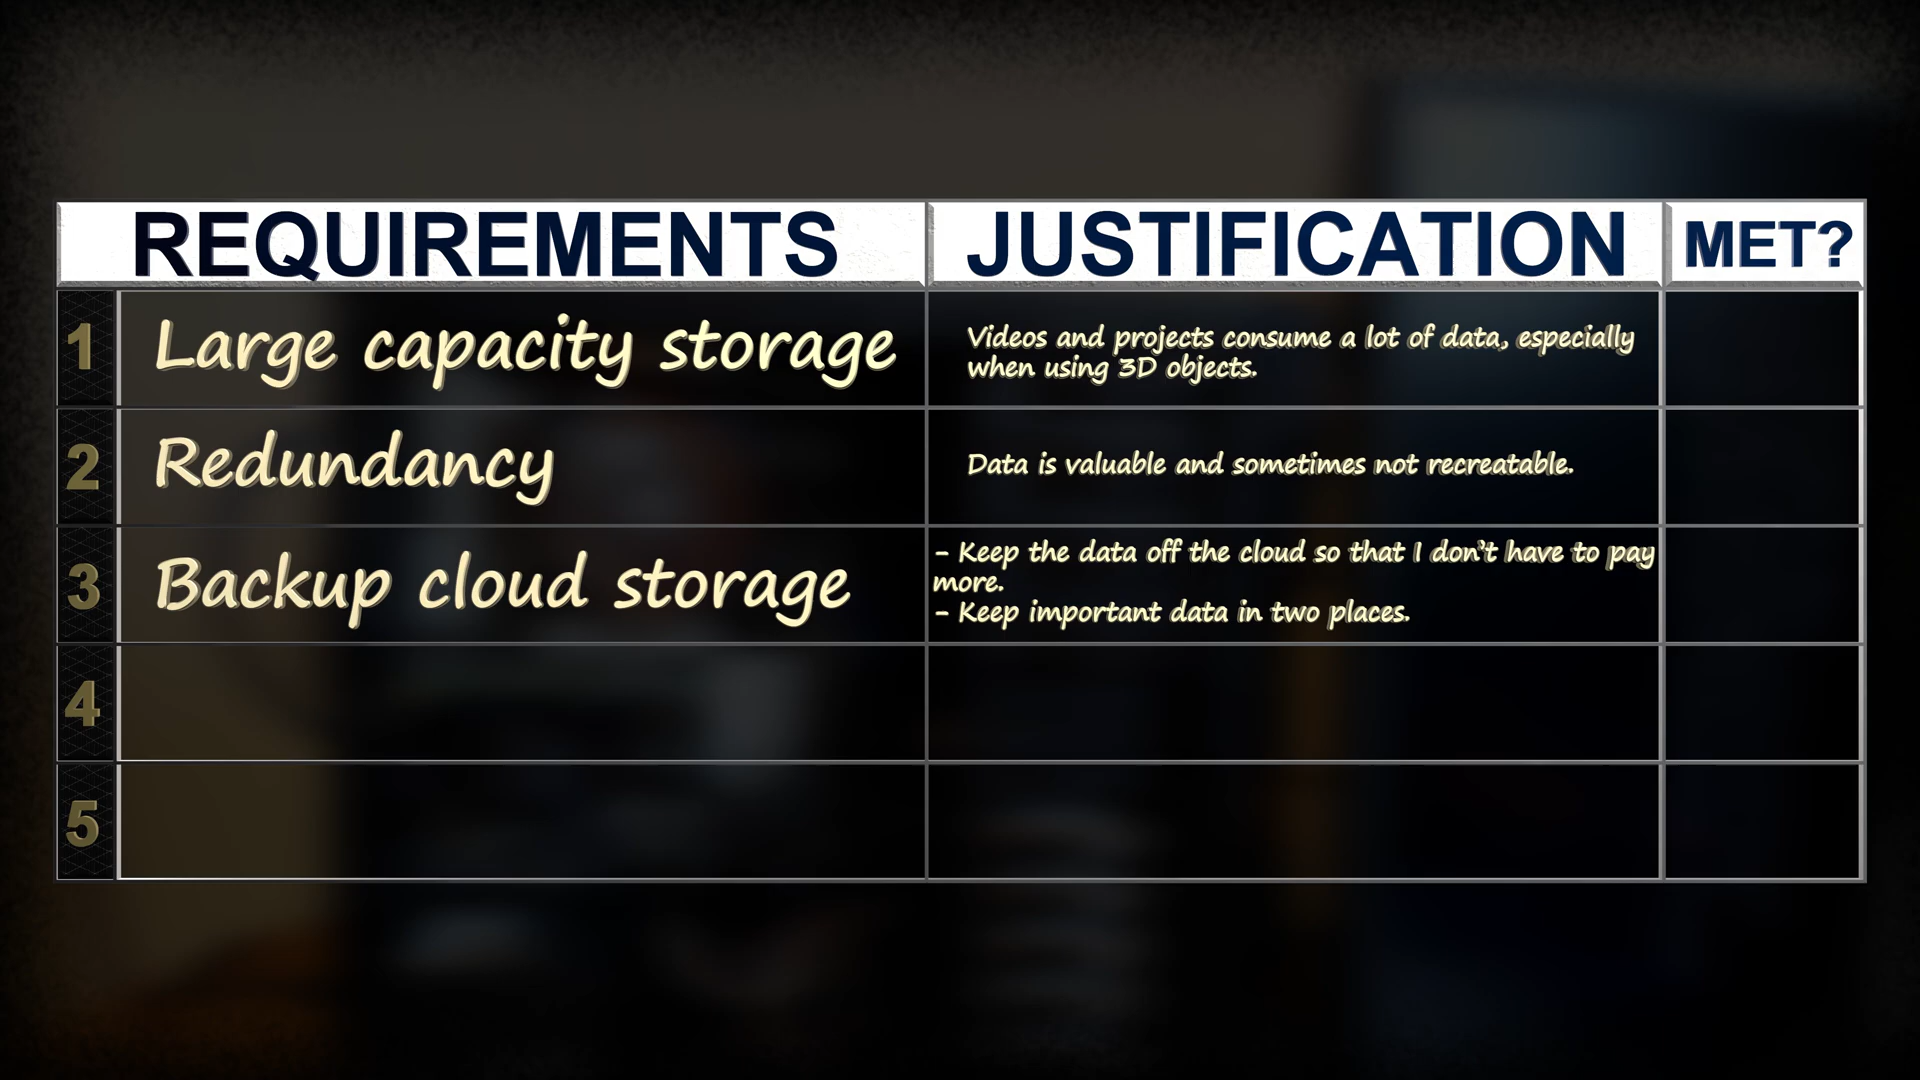 REQUIREMENTS JUSTIFICATION MET?
1 Large capacity storage
Videos and projects consume a lot of data, especially
when using 3D objects.
2 Redundancy
Data is valuable and sometimes not recreatable.
3 Backup cloud storage
- Keep the data off the cloud so that I don't have to pay
more.
- Keep important data in two places.
4
5